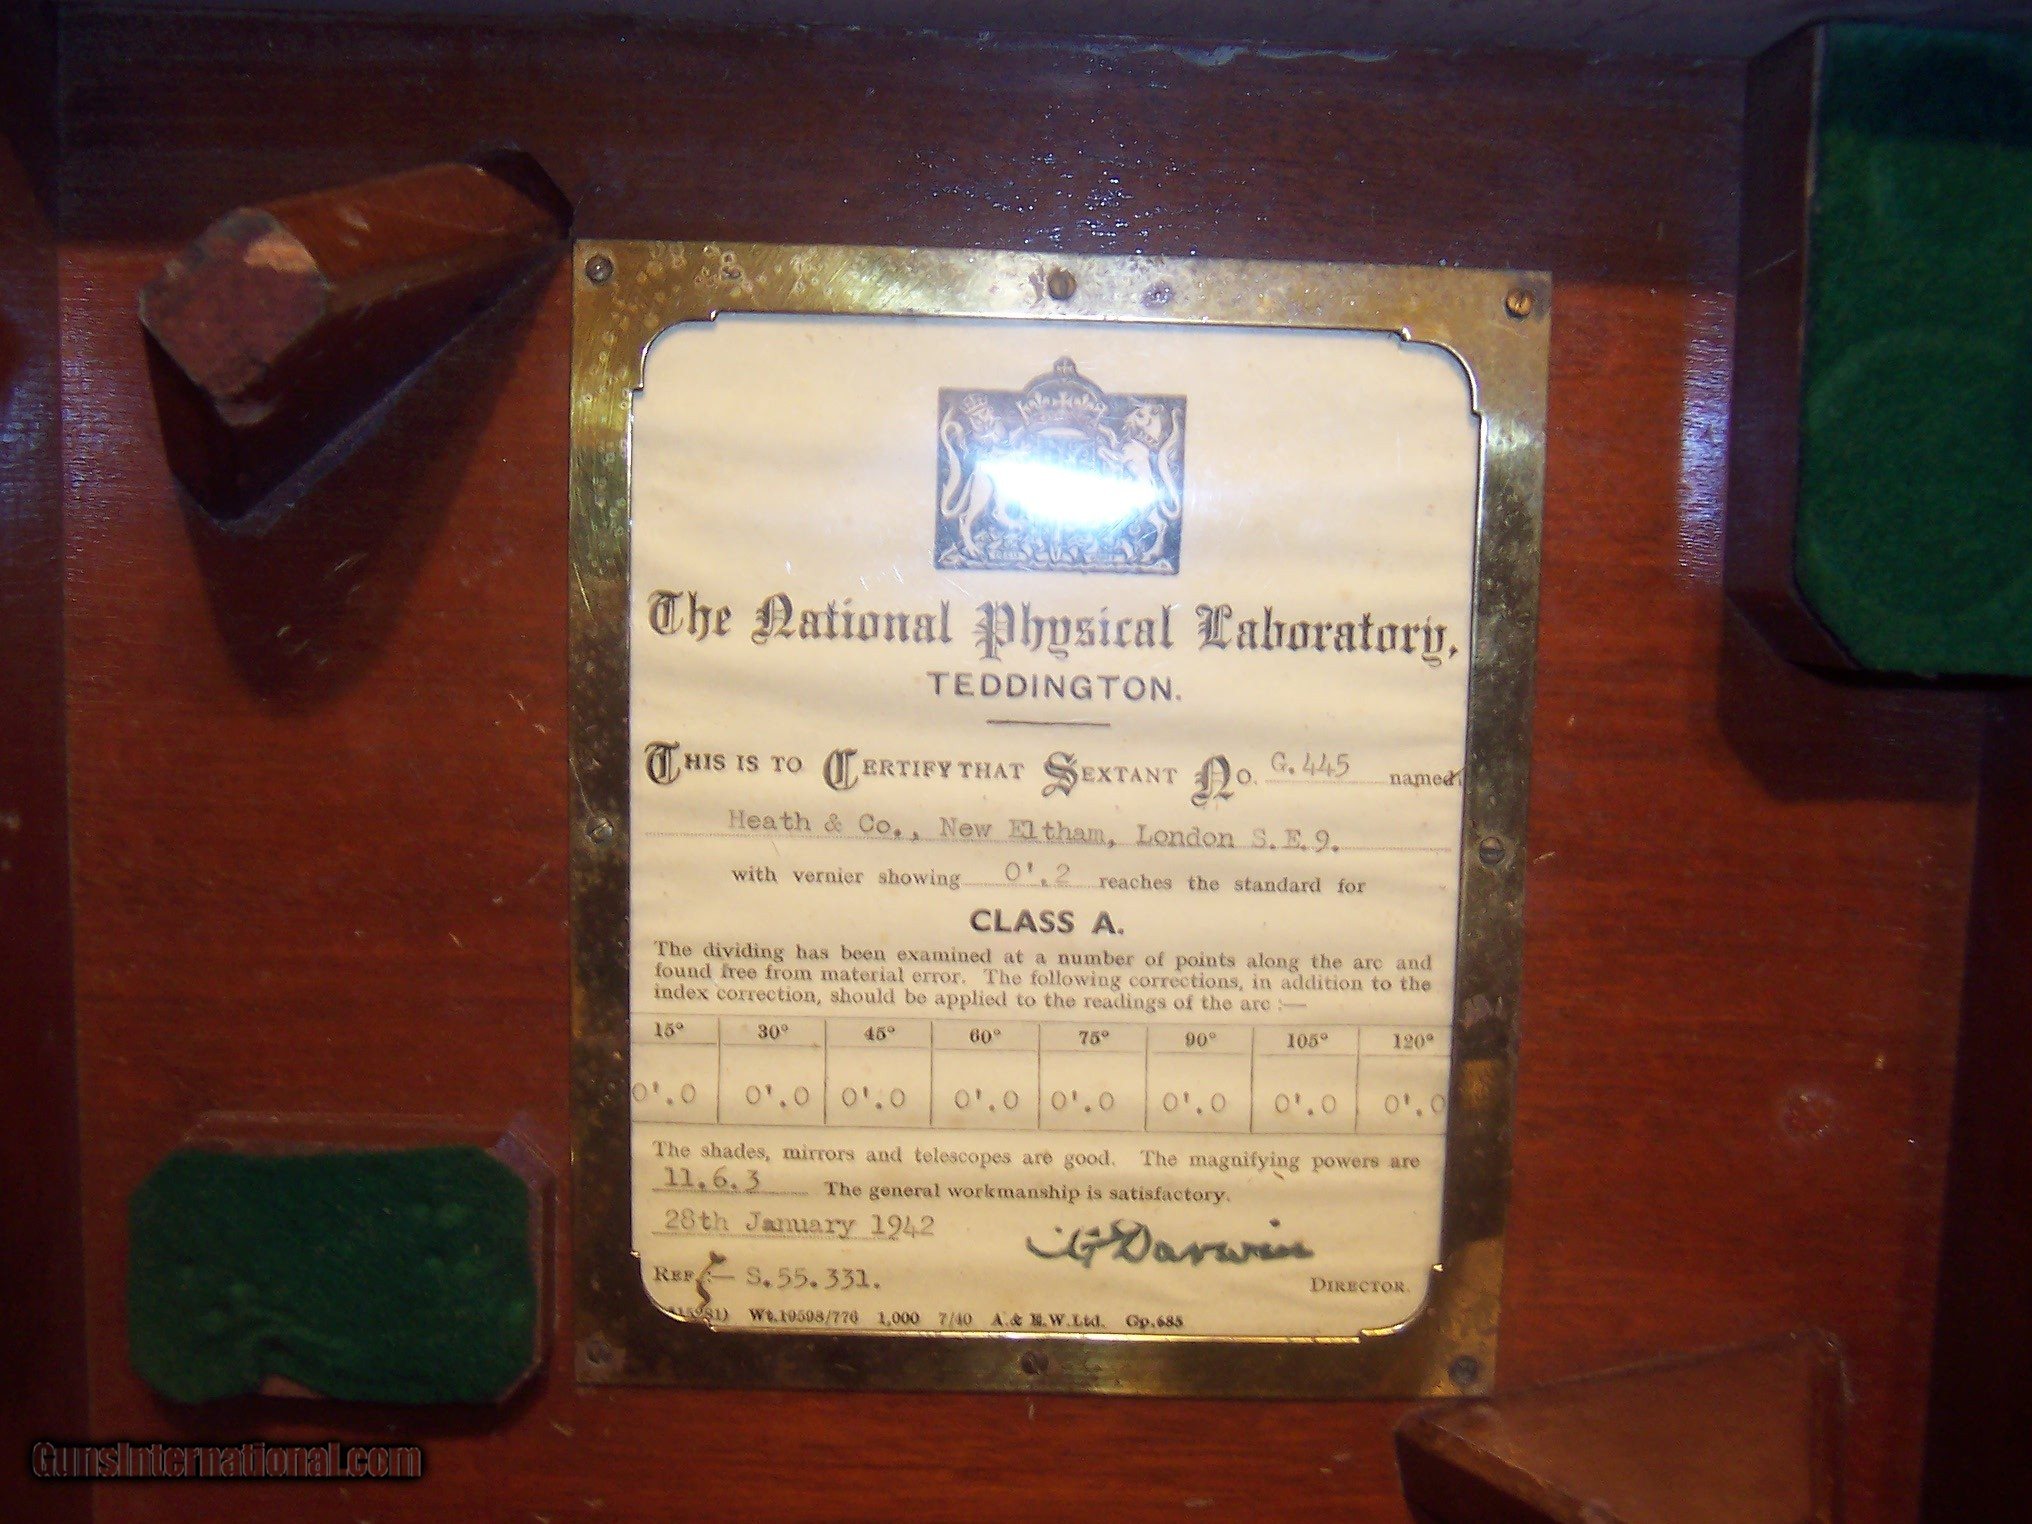 The National Physical Laboratory,
TEDDINGTON.
THIS IS TO CERTIFY THAT SEXTANT NO. G.445 named
Heath & Co., New Eltham, London S.E.9.
with vernier showing 0'.2 reaches the standard for
CLASS A.
The dividing has been examined at a number of points along the arc and
found free from material error. The following corrections, in addition to the
index correction, should be applied to the readings of the arc :—
15° 30° 45° 60° 75° 90° 105° 120°
0'.0 0'.0 0'.0 0'.0 0'.0 0'.0 0'.0 0'.0
The shades, mirrors and telescopes are good. The magnifying powers are
11.6.3 The general workmanship is satisfactory.
28th January 1942
C G Darwin
REF :— S.55.331.
DIRECTOR.
Wt.19598/776 1,000 7/40 A.& E.W.Ltd. Gp.685
GunsInternational.com